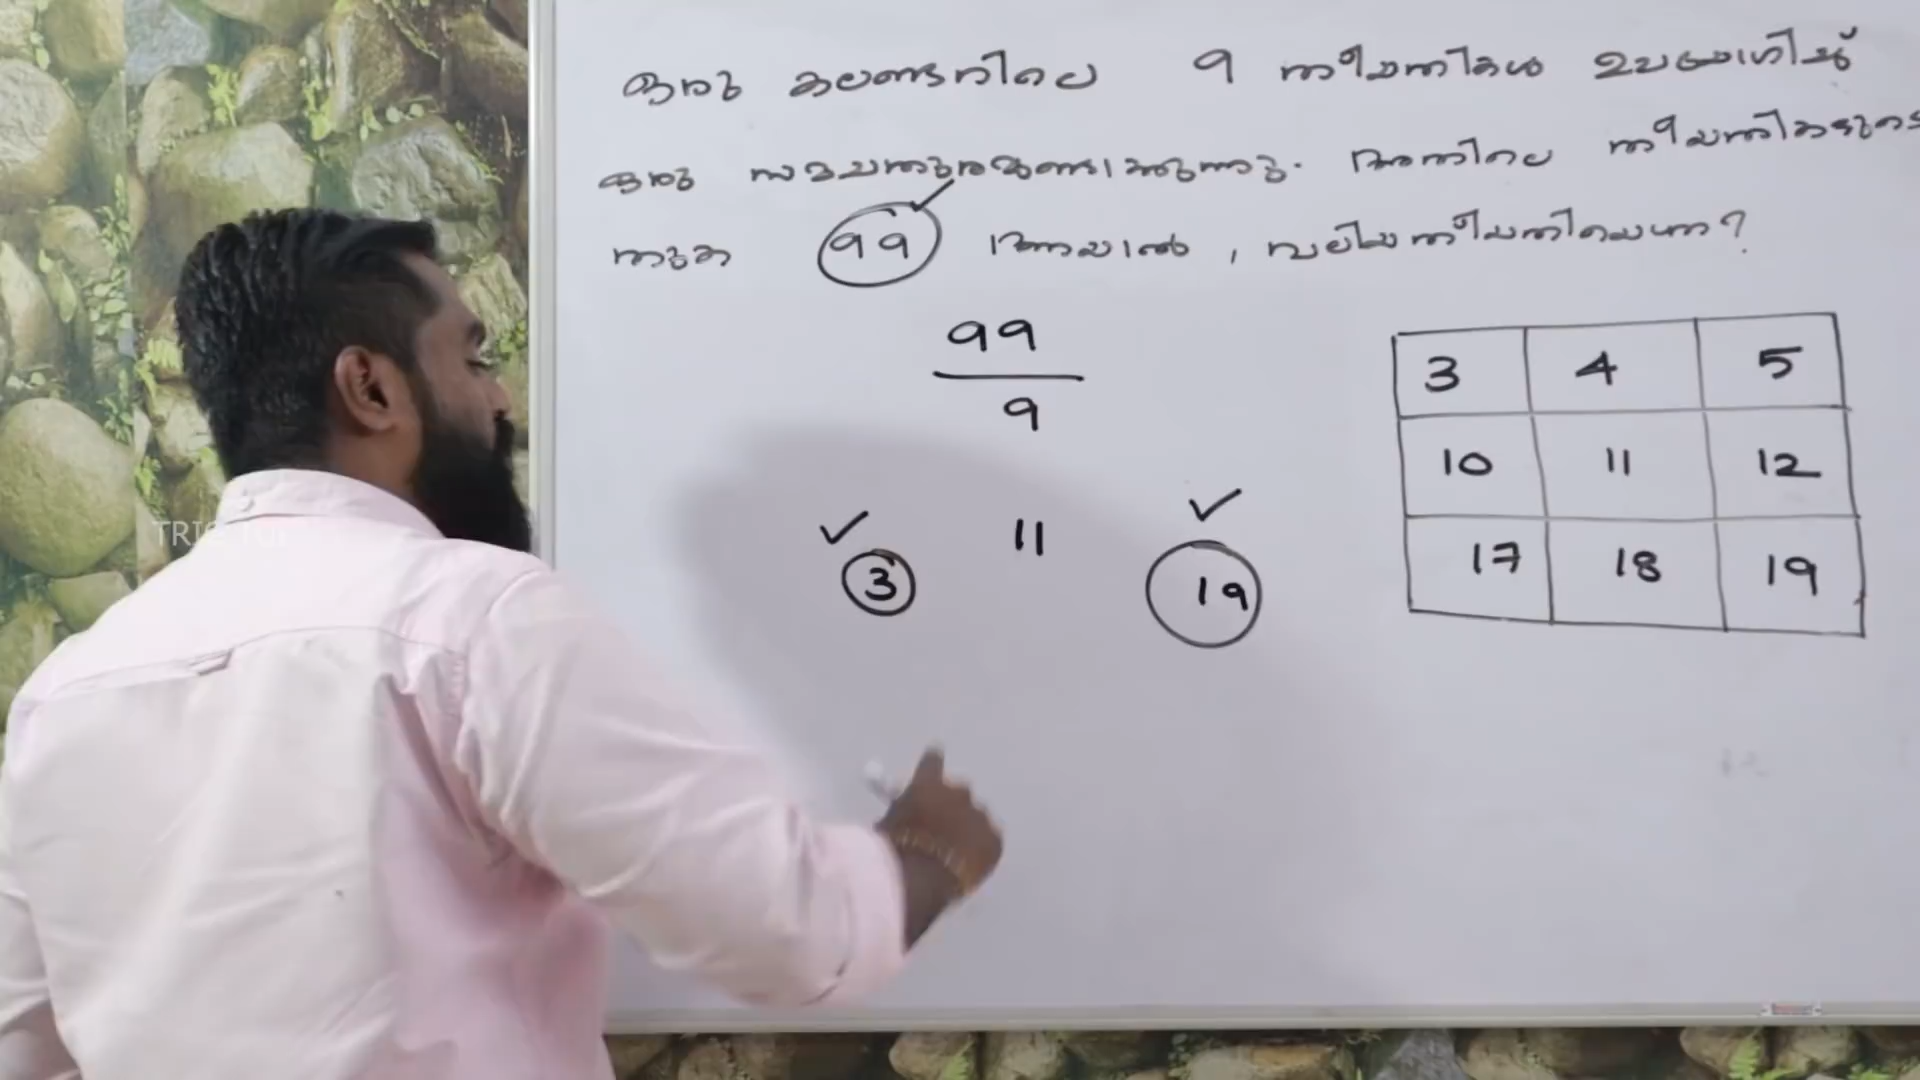 ഒരു കലണ്ടറിലെ 9 തീയതികൾ ഉപയോഗിച്ച്
ഒരു സമചതുരമുണ്ടാക്കുന്നു. അതിലെ തീയതികളുടെ
തുക 99 ആയാൽ, വലിയ തീയതിയെന്ത?
99
9
11
3
19
3 4 5
10 11 12
17 18 19